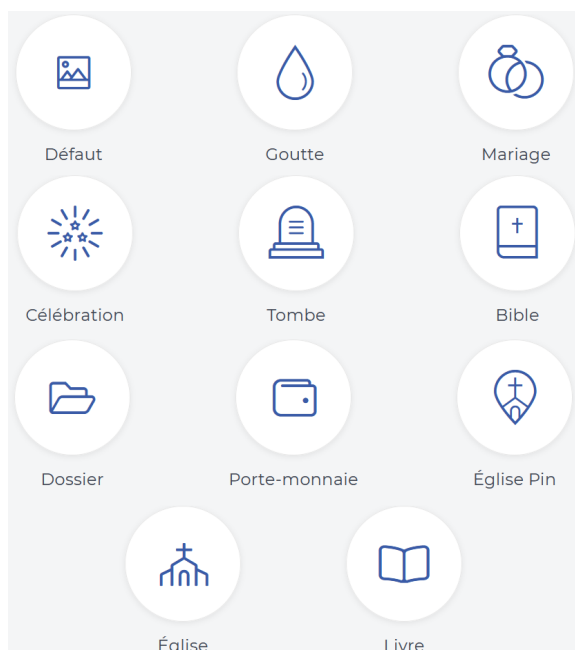 Défaut
Goutte
Mariage
Célébration
Tombe
Bible
Dossier
Porte-monnaie
Église Pin
Église
Livre